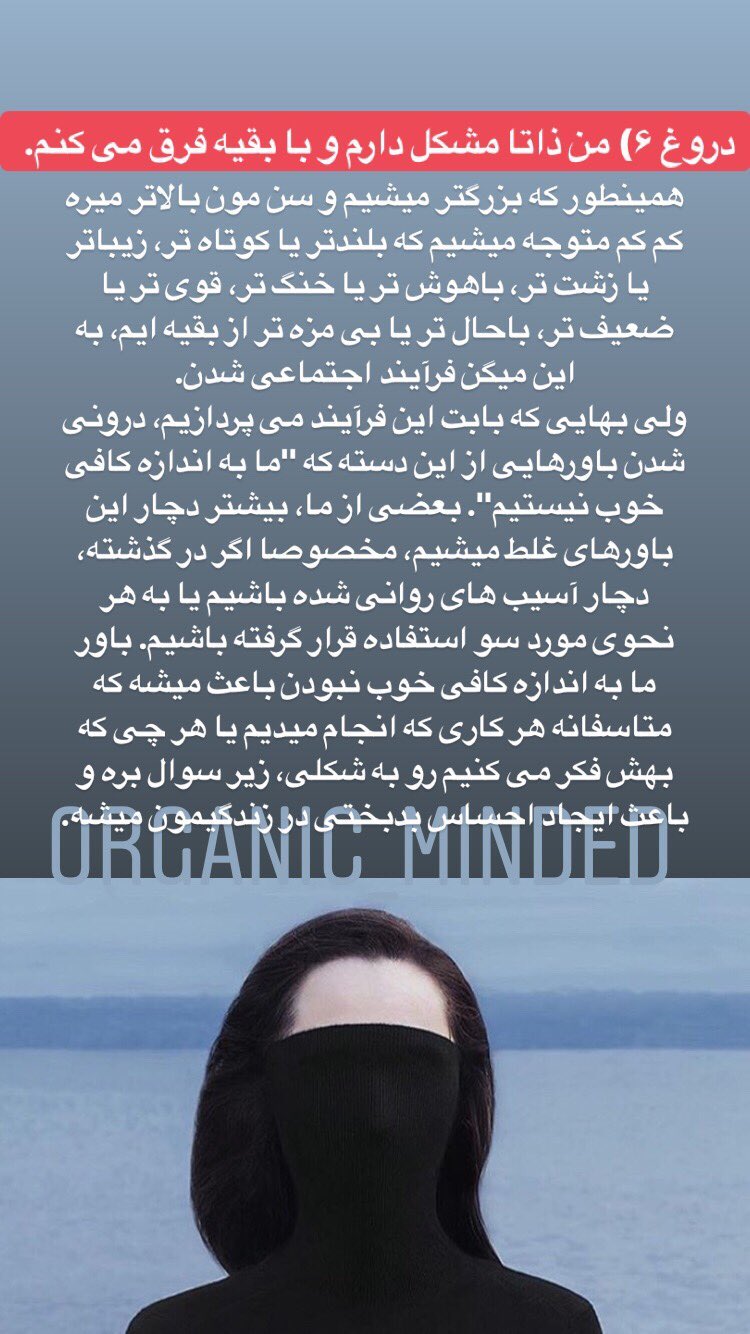 دروغ ۶) من ذاتا مشکل دارم و با بقیه فرق می کنم.
همینطور که بزرگتر میشیم و سن مون بالاتر میره
کم کم متوجه میشیم که بلندتر یا کوتاه تر، زیباتر
یا زشت تر، باهوش تر یا خنگ تر، قوی تر یا
ضعیف تر، باحال تر یا بی مزه تر از بقیه ایم، به
این میگن فرآیند اجتماعی شدن.
ولی بهایی که بابت این فرآیند می پردازیم، درونی
شدن باورهایی از این دسته که "ما به اندازه کافی
خوب نیستیم". بعضی از ما، بیشتر دچار این
باورهای غلط میشیم، مخصوصا اگر در گذشته،
دچار آسیب های روانی شده باشیم یا به هر
نحوی مورد سو استفاده قرار گرفته باشیم. باور
ما به اندازه کافی خوب نبودن باعث میشه که
متاسفانه هر کاری که انجام میدیم یا هر چی که
بهش فکر می کنیم رو به شکلی، زیر سوال بره و
باعث ایجاد احساس بدبختی در زندگیمون میشه.
ORGANIC MINDED